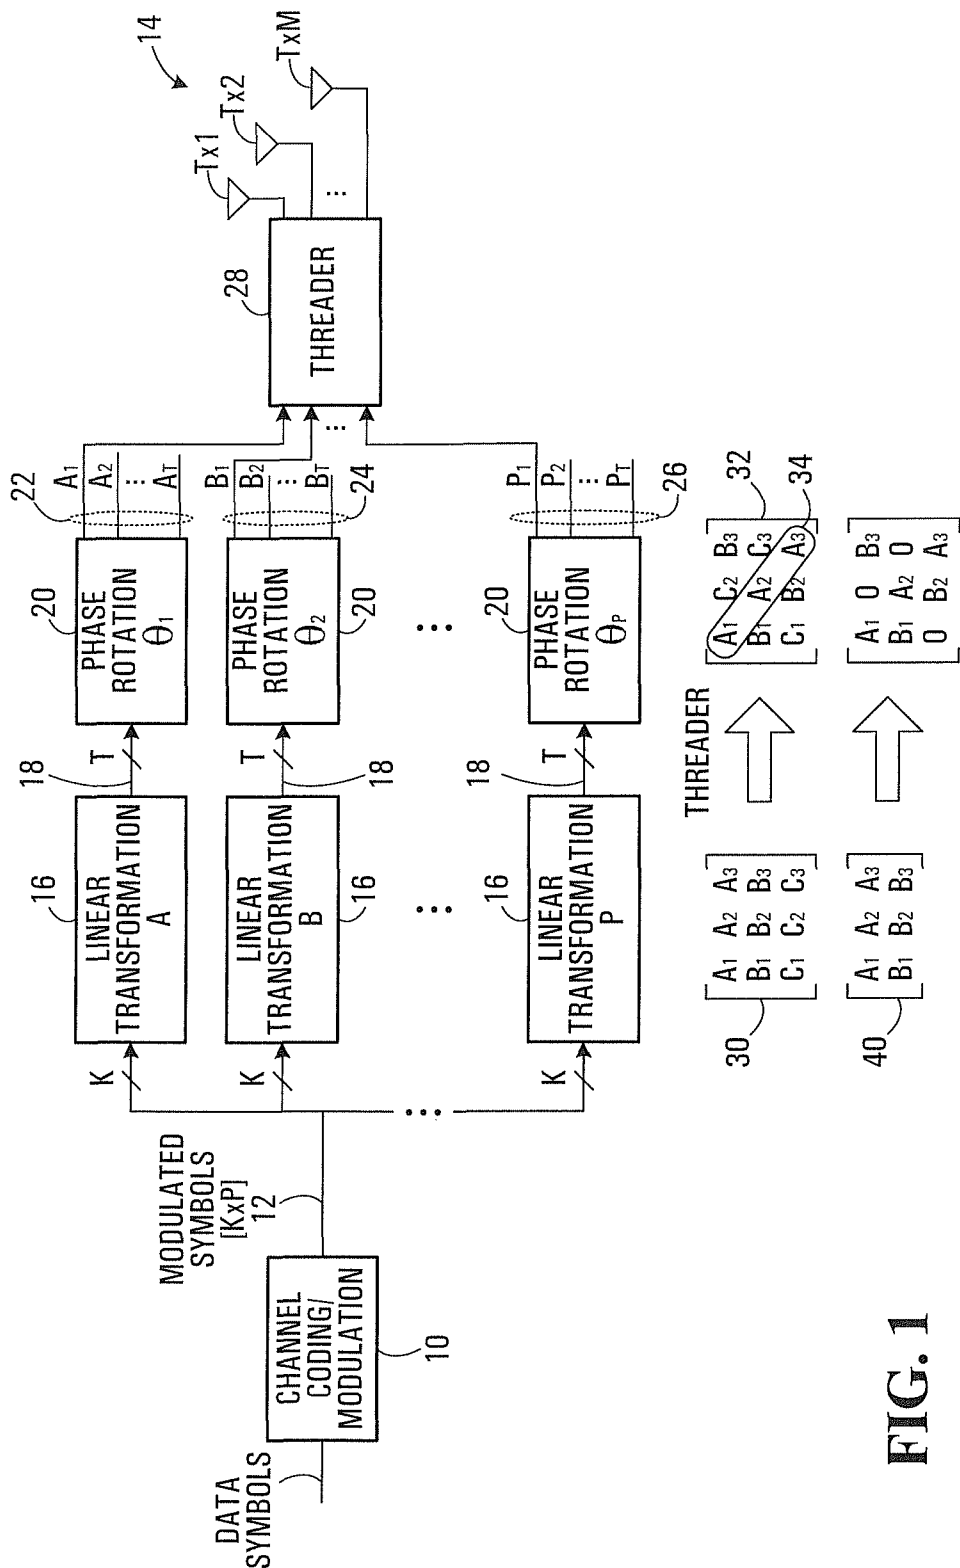 14
Tx1
Tx2
TxM
...
28
THREADER
...
DATA
SYMBOLS
CHANNEL
CODING/
MODULATION
10
MODULATED
SYMBOLS
[KxP]
12
K
16
LINEAR
TRANSFORMATION
A
18
T
20
PHASE
ROTATION
θ1
22
A1
A2
...
AT
K
LINEAR
TRANSFORMATION
B
16
T
18
PHASE
ROTATION
θ2
20
B1
B2
...
BT
24
...
...
...
K
16
LINEAR
TRANSFORMATION
P
T
18
20
PHASE
ROTATION
θP
P1
P2
...
PT
26
THREADER
30
A1 A2 A3
B1 B2 B3
C1 C2 C3
32
A1 C2 B3
B1 A2 C3
C1 B2 A3
34
40
A1 A2 A3
B1 B2 B3
A1 0 B3
B1 A2 0
0 B2 A3
FIG. 1